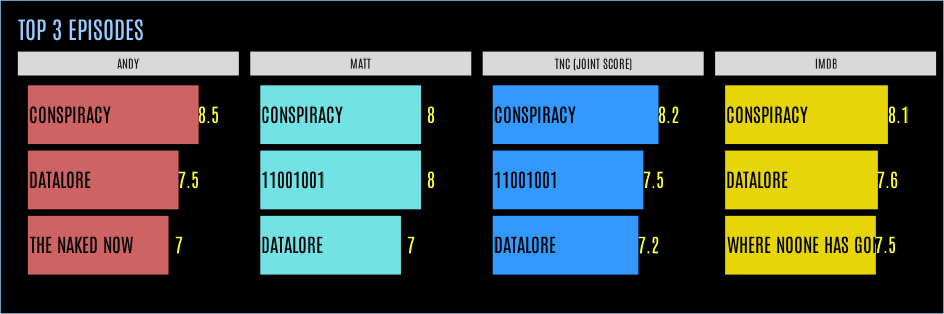 TOP 3 EPISODES
ANDY
CONSPIRACY 8.5
DATALORE 7.5
THE NAKED NOW 7
MATT
CONSPIRACY 8
11001001 8
DATALORE 7
TNC (JOINT SCORE)
CONSPIRACY 8.2
11001001 7.5
DATALORE 7.2
IMDB
CONSPIRACY 8.1
DATALORE 7.6
WHERE NOONE HAS GO 7.5